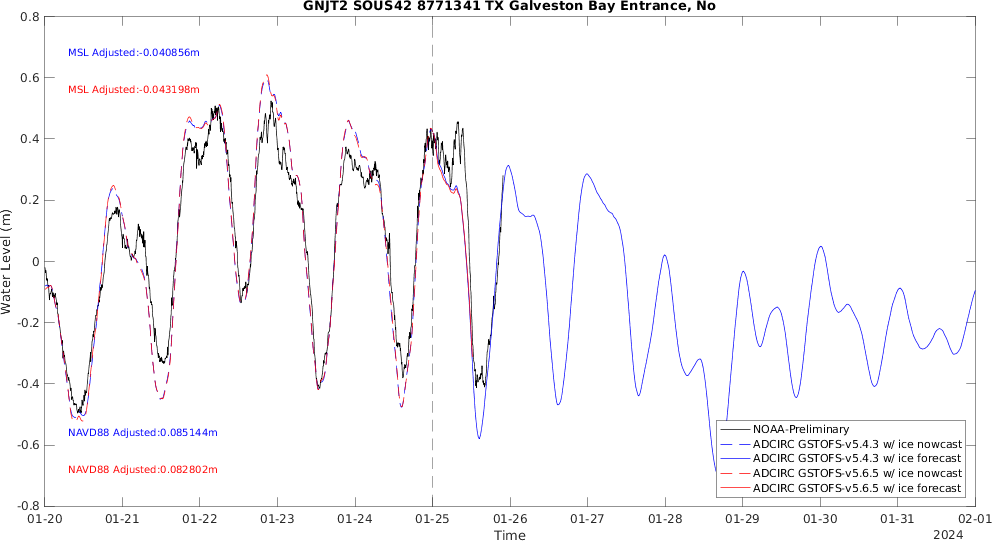 GNJT2 SOUS42 8771341 TX Galveston Bay Entrance, No
0.8
0.6
0.4
0.2
0
-0.2
-0.4
-0.6
-0.8
Water Level (m)
MSL Adjusted:-0.040856m
MSL Adjusted:-0.043198m
NAVD88 Adjusted:0.085144m
NAVD88 Adjusted:0.082802m
NOAA-Preliminary
ADCIRC GSTOFS-v5.4.3 w/ ice nowcast
ADCIRC GSTOFS-v5.4.3 w/ ice forecast
ADCIRC GSTOFS-v5.6.5 w/ ice nowcast
ADCIRC GSTOFS-v5.6.5 w/ ice forecast
01-20 01-21 01-22 01-23 01-24 01-25 01-26 01-27 01-28 01-29 01-30 01-31 02-01
Time
2024